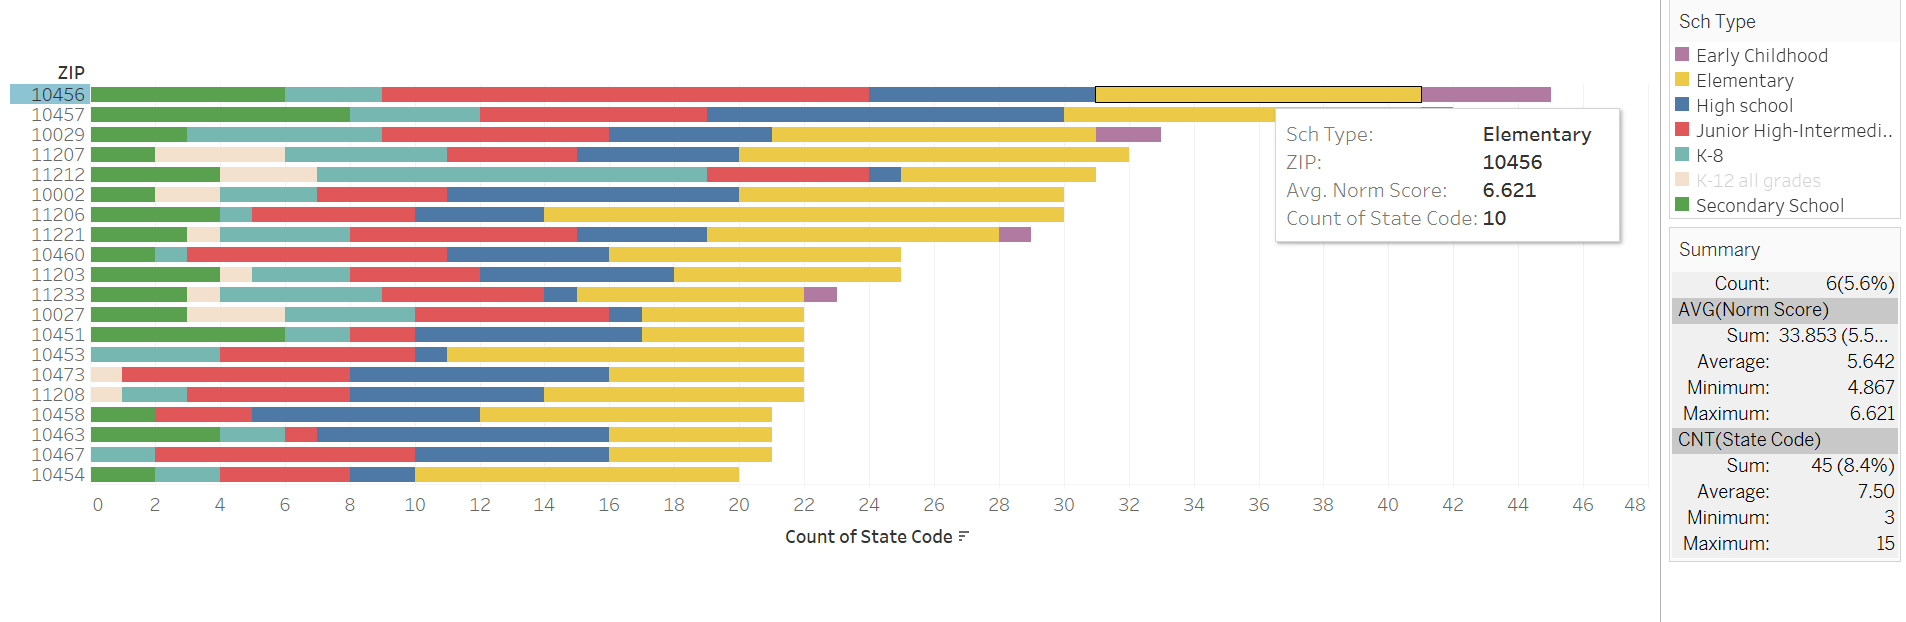 ZIP
10456
10457
10029
11207
11212
10002
11206
11221
10460
11203
11233
10027
10451
10453
10473
11208
10458
10463
10467
10454
0 2 4 6 8 10 12 14 16 18 20 22 24 26 28 30 32 34 36 38 40 42 44 46 48
Count of State Code
Sch Type: Elementary
ZIP: 10456
Avg. Norm Score: 6.621
Count of State Code: 10
Sch Type
Early Childhood
Elementary
High school
Junior High-Intermedi..
K-8
K-12 all grades
Secondary School
Summary
Count: 6(5.6%)
AVG(Norm Score)
Sum: 33.853 (5.5...
Average: 5.642
Minimum: 4.867
Maximum: 6.621
CNT(State Code)
Sum: 45 (8.4%)
Average: 7.50
Minimum: 3
Maximum: 15